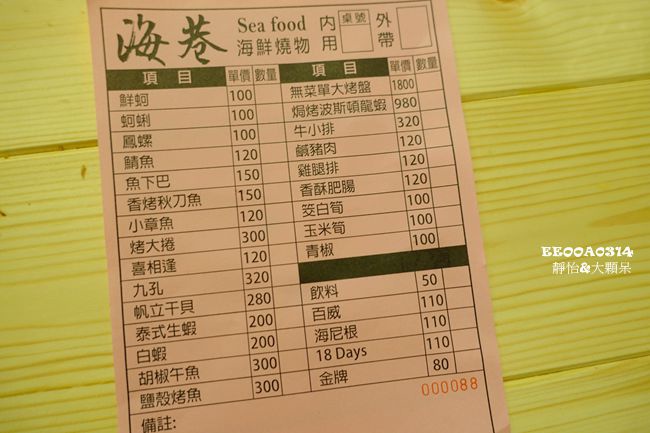 海巷 Sea food 海鮮燒物
內用 桌號 外帶
項目 單價 數量
鮮蚵 100
蚵蜊 100
鳳螺 100
鯖魚 120
魚下巴 150
香烤秋刀魚 150
小章魚 120
烤大捲 300
喜相逢 120
九孔 320
帆立干貝 280
泰式生蝦 200
白蝦 200
胡椒午魚 300
鹽殼烤魚 300
備註:
項目 單價 數量
無菜單大烤盤 1800
焗烤波斯頓龍蝦 980
牛小排 320
鹹豬肉 120
雞腿排 120
香酥肥腸 120
筊白筍 100
玉米筍 100
青椒 100
飲料 50
百威 110
海尼根 110
18 Days 110
金牌 80
000088
EE00A0314
靜怡&大顆呆